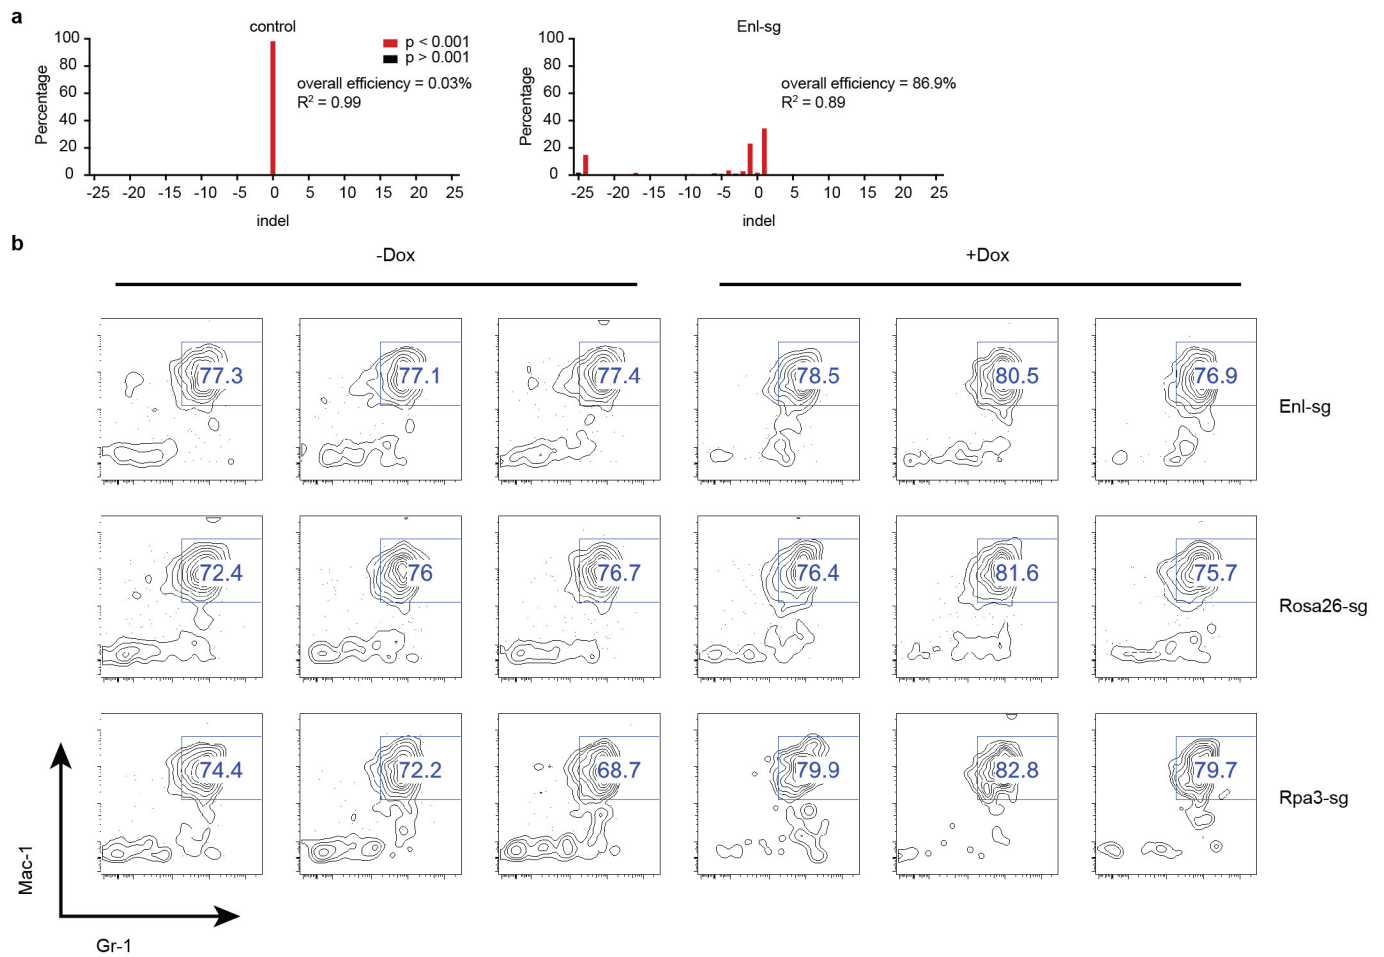 a
control
Percentage
100
80
60
40
20
0
-25 -20 -15 -10 -5 0 5 10 15 20 25
indel
p < 0.001
p > 0.001
overall efficiency = 0.03%
R² = 0.99
Enl-sg
Percentage
100
80
60
40
20
0
-25 -20 -15 -10 -5 0 5 10 15 20 25
indel
overall efficiency = 86.9%
R² = 0.89
b
-Dox +Dox
77.3 77.1 77.4 78.5 80.5 76.9 Enl-sg
72.4 76 76.7 76.4 81.6 75.7 Rosa26-sg
74.4 72.2 68.7 79.9 82.8 79.7 Rpa3-sg
Mac-1
Gr-1